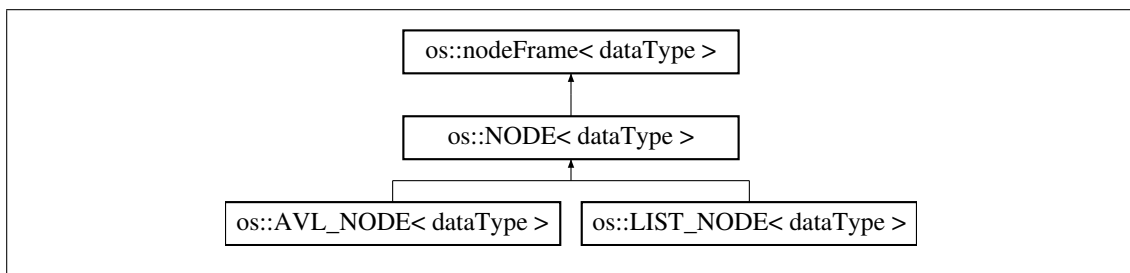 os::nodeFrame< dataType >
os::NODE< dataType >
os::AVL_NODE< dataType >
os::LIST_NODE< dataType >